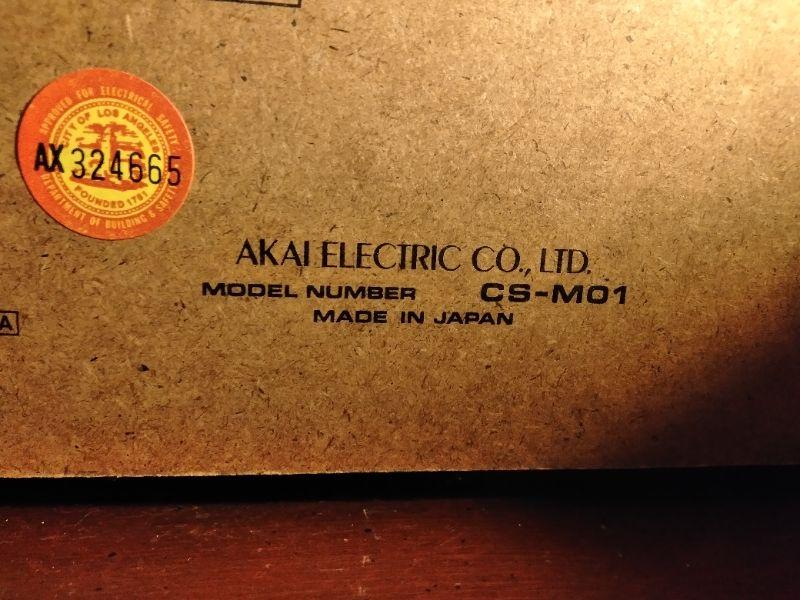 APPROVED FOR ELECTRICAL SAFETY
CITY OF LOS ANGELES
AX 324665
FOUNDED 1781
DEPARTMENT OF BUILDING & SAFETY
AKAI ELECTRIC CO., LTD.
MODEL NUMBER CS-M01
MADE IN JAPAN
A